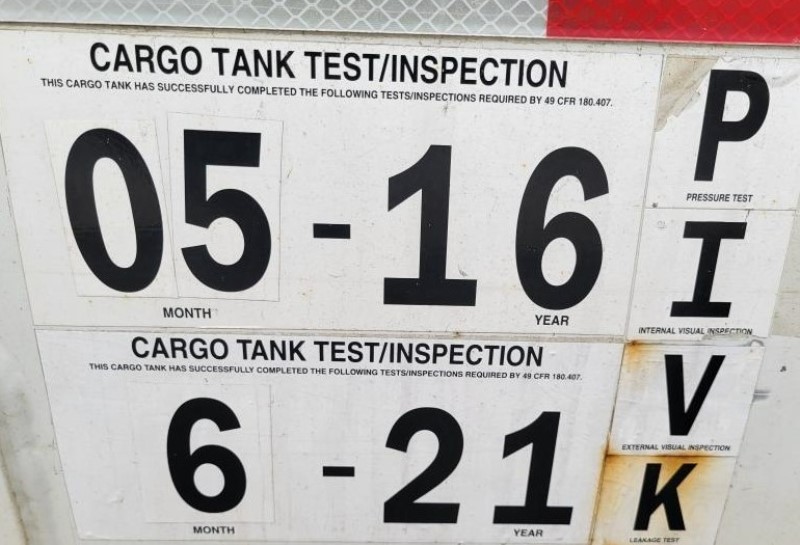 CARGO TANK TEST/INSPECTION
THIS CARGO TANK HAS SUCCESSFULLY COMPLETED THE FOLLOWING TESTS/INSPECTIONS REQUIRED BY 49 CFR 180.407.
05-16
MONTH
YEAR
P
PRESSURE TEST
I
INTERNAL VISUAL INSPECTION
CARGO TANK TEST/INSPECTION
THIS CARGO TANK HAS SUCCESSFULLY COMPLETED THE FOLLOWING TESTS/INSPECTIONS REQUIRED BY 49 CFR 180.407.
6-21
MONTH
YEAR
V
EXTERNAL VISUAL INSPECTION
K
LEAKAGE TEST